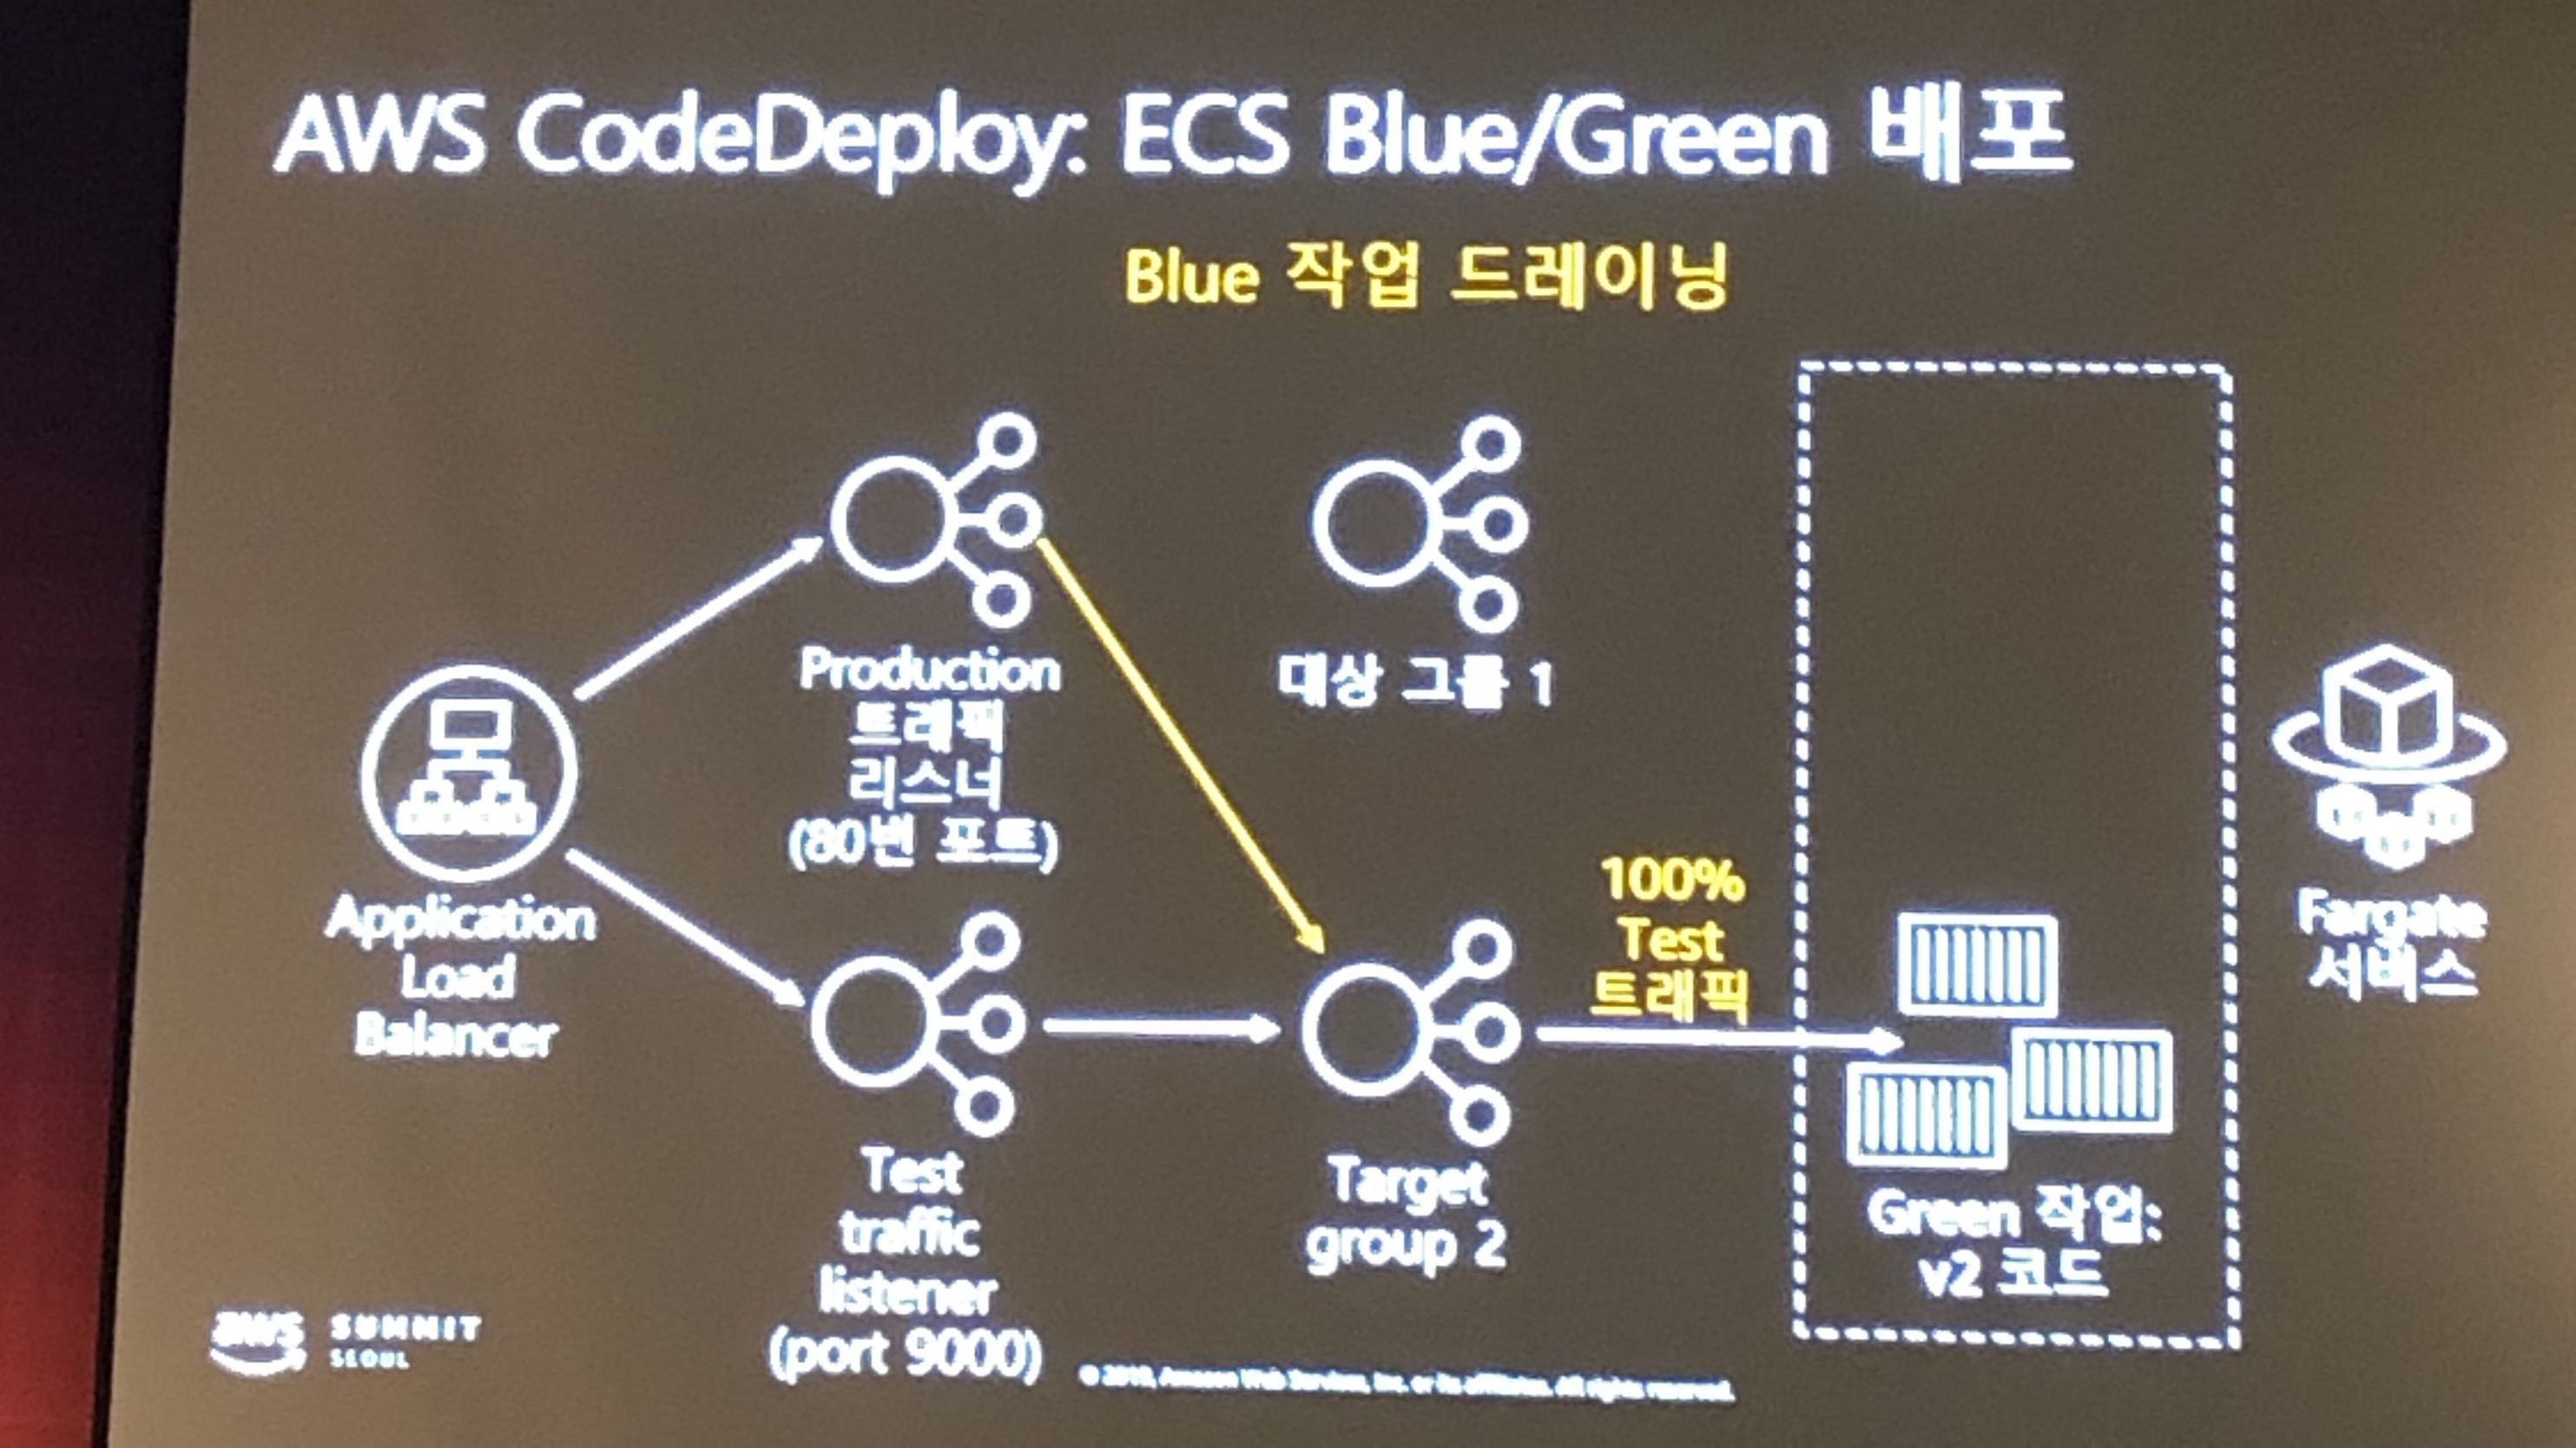 AWS CodeDeploy: ECS Blue/Green 배포
Blue 작업 드레이닝
Production
트래픽
리스너
(80번 포트)
대상 그룹 1
Application
Load
Balancer
100%
Test
트래픽
Fargate
서비스
Test
traffic
listener
(port 9000)
Target
group 2
Green 작업:
v2 코드
aws SUMMIT
SEOUL
© 2019, Amazon Web Services, Inc. or its affiliates. All rights reserved.